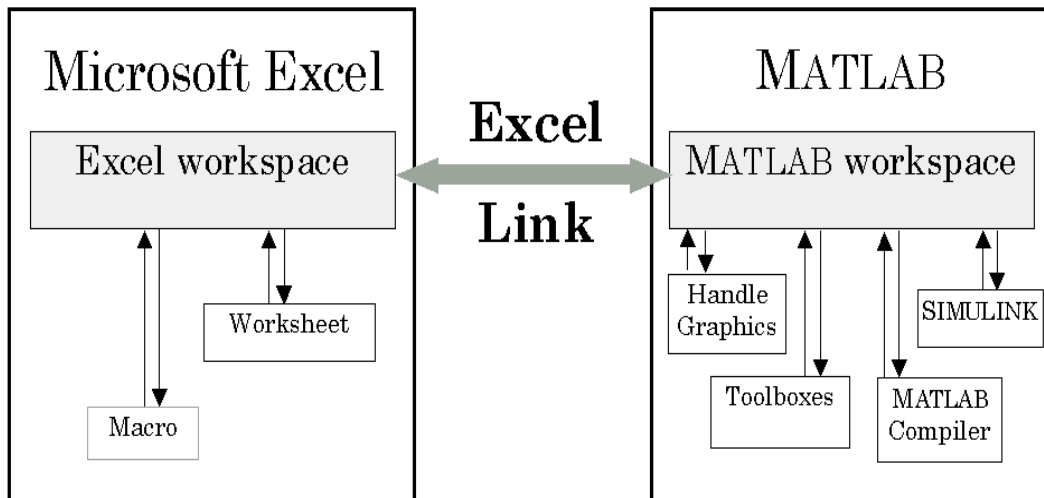 Microsoft Excel
Excel workspace
Worksheet
Macro
Excel
Link
MATLAB
MATLAB workspace
Handle
Graphics
Toolboxes
MATLAB
Compiler
SIMULINK